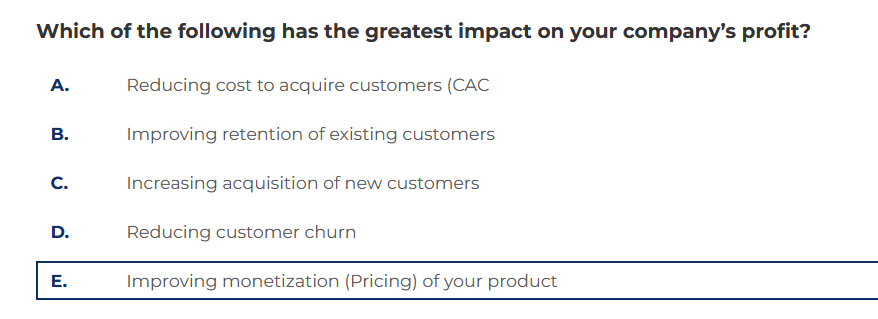 Which of the following has the greatest impact on your company’s profit?
A. Reducing cost to acquire customers (CAC
B. Improving retention of existing customers
C. Increasing acquisition of new customers
D. Reducing customer churn
E. Improving monetization (Pricing) of your product